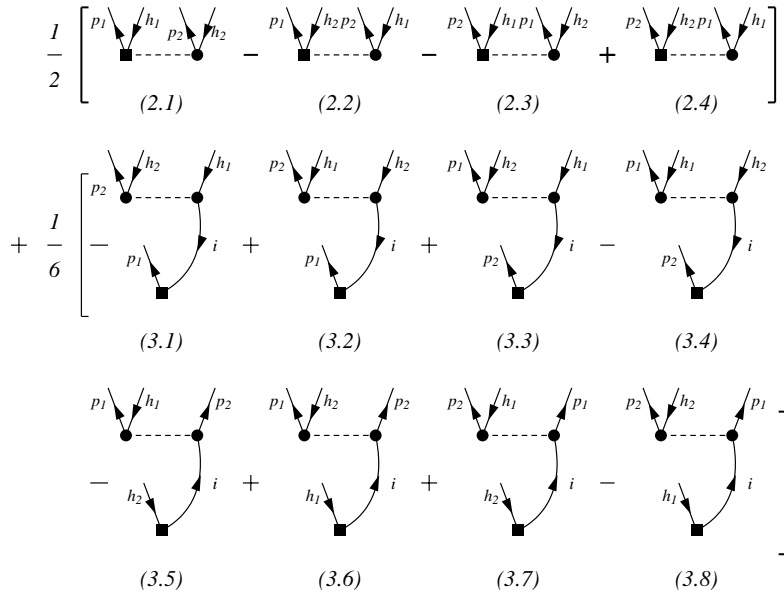 1/2 [ p1 h1 p2 h2 − p1 h2 p2 h1 − p2 h1 p1 h2 + p2 h2 p1 h1 ]
(2.1) (2.2) (2.3) (2.4)
p2 h2 h1 p2 h1 h2 p1 h2 h1 p1 h1 h2
+ 1/6 [ − p1 i + p1 i + p2 i − p2 i
(3.1) (3.2) (3.3) (3.4)
p1 h2 p2 p1 h1 p2 p2 h1 p1 p2 h2 p1
− h2 i + h1 i + h2 i − h1 i ]
(3.5) (3.6) (3.7) (3.8)